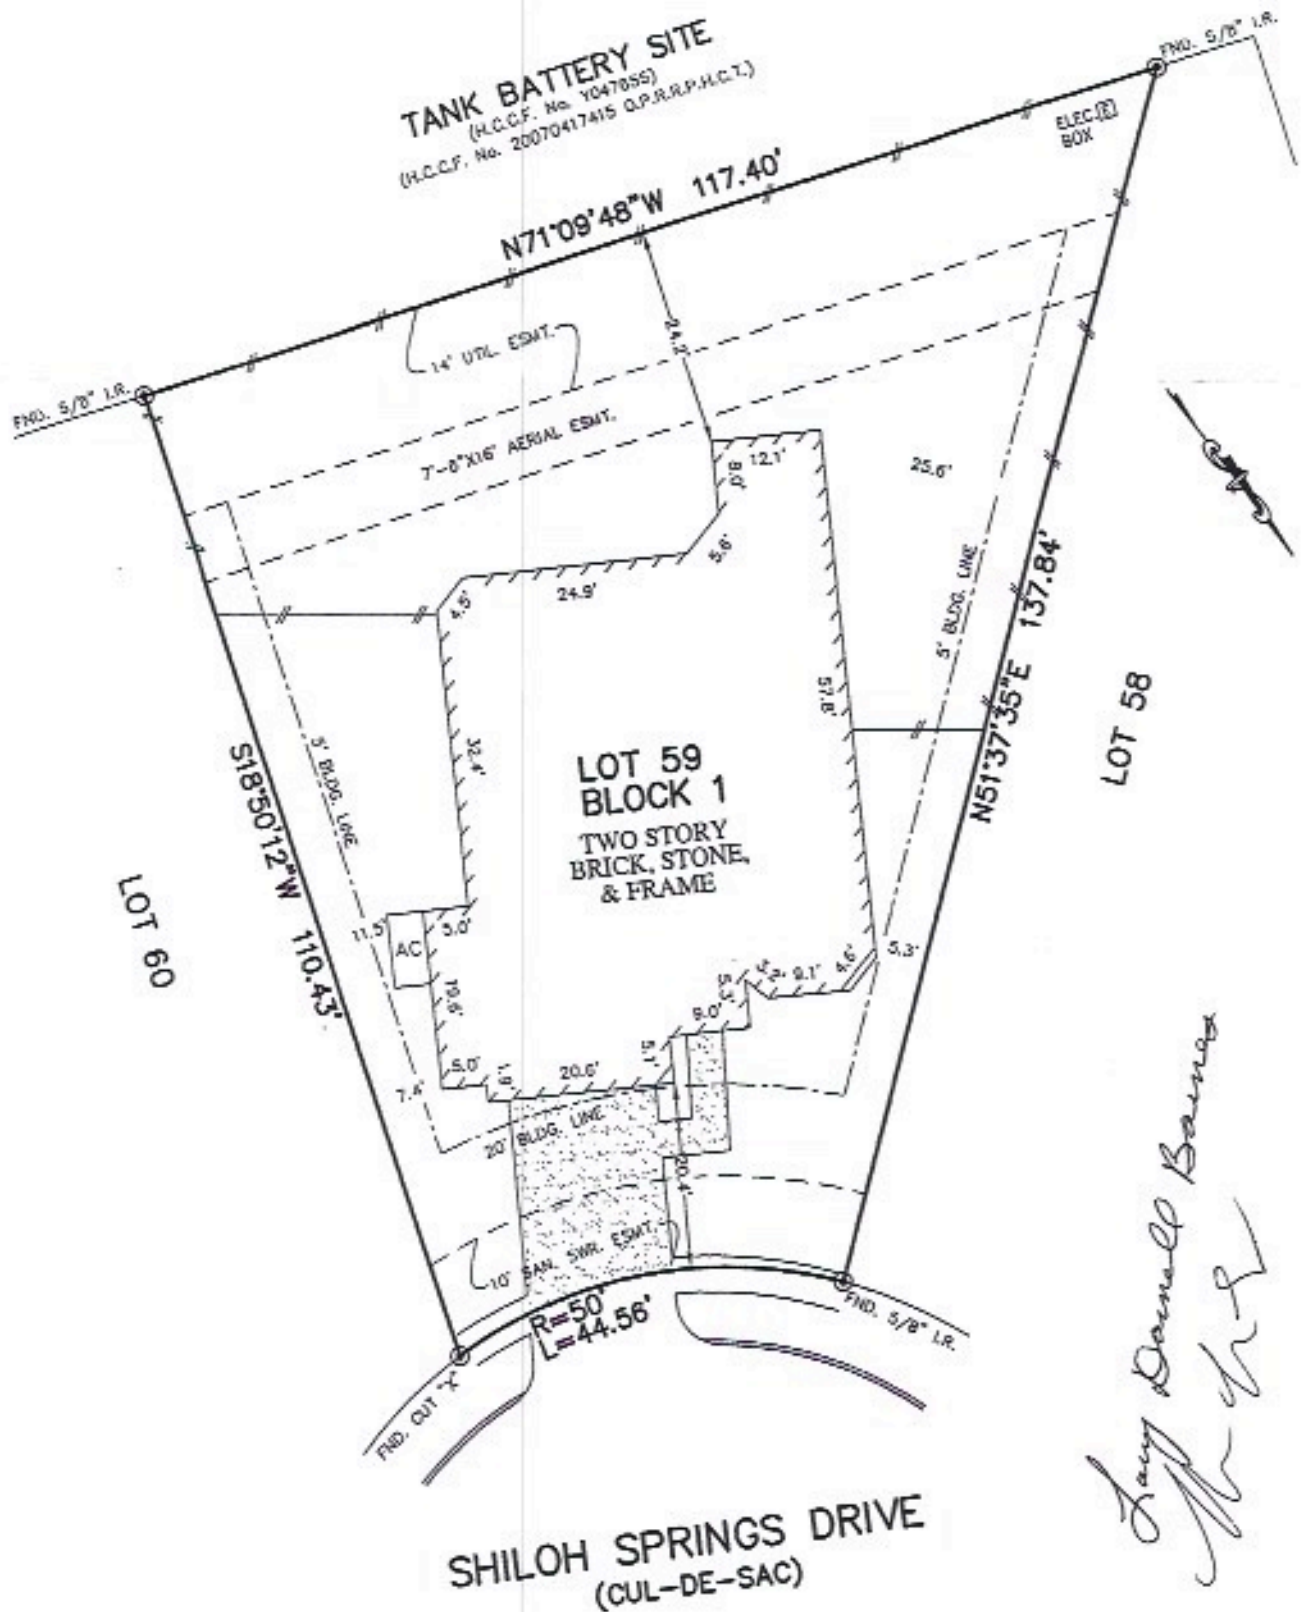 TANK BATTERY SITE
(H.C.C.F. No. Y047855)
(H.C.C.F. No. 20070417415 O.P.R.R.P.H.C.T.)
FND. 5/8" I.R.
ELEC. E
BOX
N71°09'48"W 117.40'
24.2'
14' UTIL. ESMT.
FND. 5/8" I.R.
7'-6"X16' AERIAL ESMT.
12.1'
8.0'
25.6'
5.6'
24.9'
4.5'
5' BLDG. LINE
N51°37'35"E 137.84'
57.8'
LOT 58
32.4'
5' BLDG. LINE
S18°50'12"W 110.43'
LOT 59
BLOCK 1
TWO STORY
BRICK, STONE,
& FRAME
LOT 60
11.5'
AC
5.0'
19.6'
5.3'
4.6'
9.1'
5.3'
9.0'
5.1'
5.0'
1.9'
20.6'
7.4'
20' BLDG. LINE
20.4'
10' SAN. SWR. ESMT.
R=50'
L=44.56'
FND. 5/8" I.R.
FND. CUT "X"
SHILOH SPRINGS DRIVE
(CUL-DE-SAC)